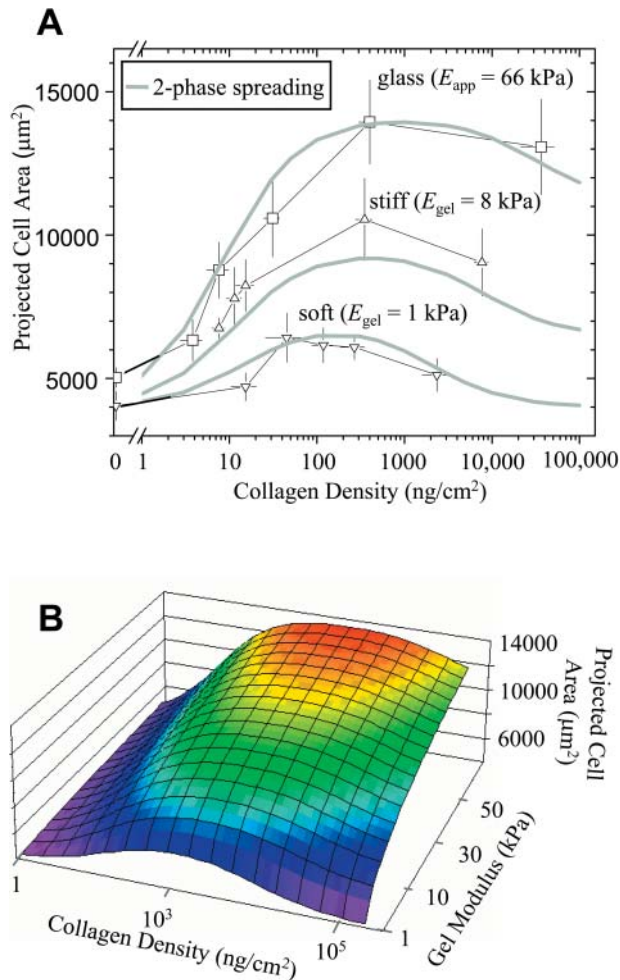 A
2-phase spreading
glass (Eapp = 66 kPa)
stiff (Egel = 8 kPa)
soft (Egel = 1 kPa)
Projected Cell Area (μm²)
15000
10000
5000
0 1 10 100 1000 10,000 100,000
Collagen Density (ng/cm²)
B
14000
10000
6000
Projected Cell
Area (μm²)
50
30
10
1
Gel Modulus (kPa)
1
10³
10⁵
Collagen Density (ng/cm²)